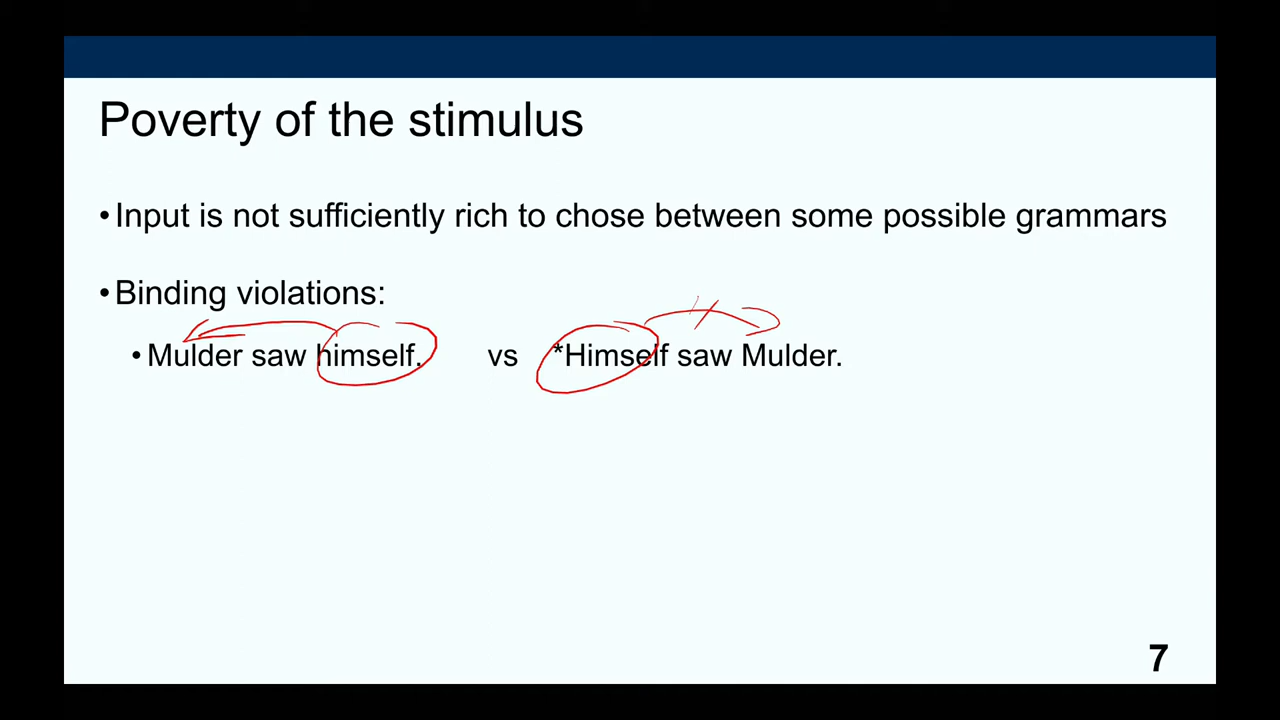 Poverty of the stimulus
•Input is not sufficiently rich to chose between some possible grammars
•Binding violations:
•Mulder saw himself. vs *Himself saw Mulder.
7